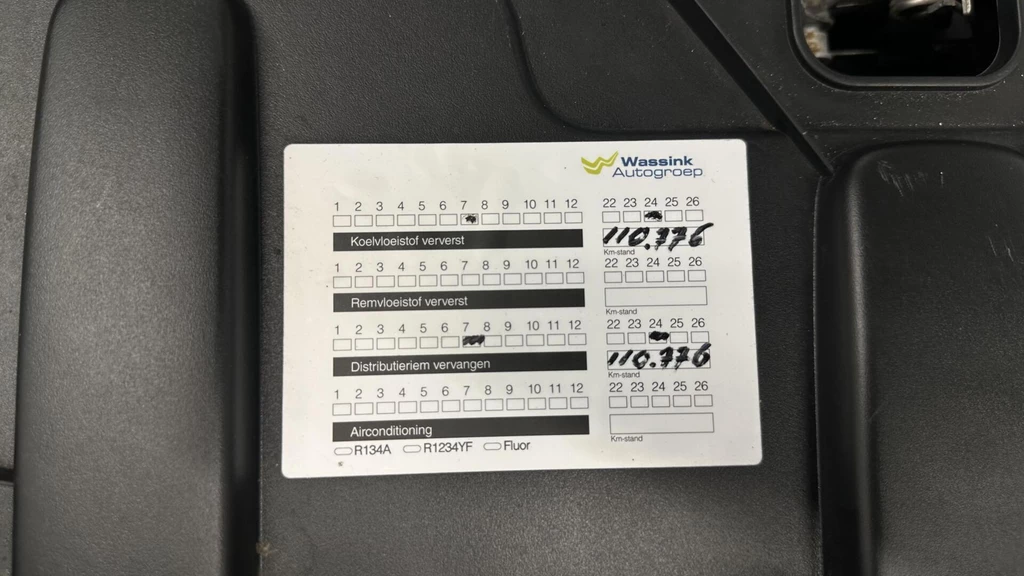 Wassink
Autogroep
1 2 3 4 5 6 7 8 9 10 11 12 22 23 24 25 26
Koelvloeistof ververst 110.776
Km-stand
1 2 3 4 5 6 7 8 9 10 11 12 22 23 24 25 26
Remvloeistof ververst
Km-stand
1 2 3 4 5 6 7 8 9 10 11 12 22 23 24 25 26
Distributieriem vervangen 110.776
Km-stand
1 2 3 4 5 6 7 8 9 10 11 12 22 23 24 25 26
Airconditioning
Km-stand
R134A R1234YF Fluor